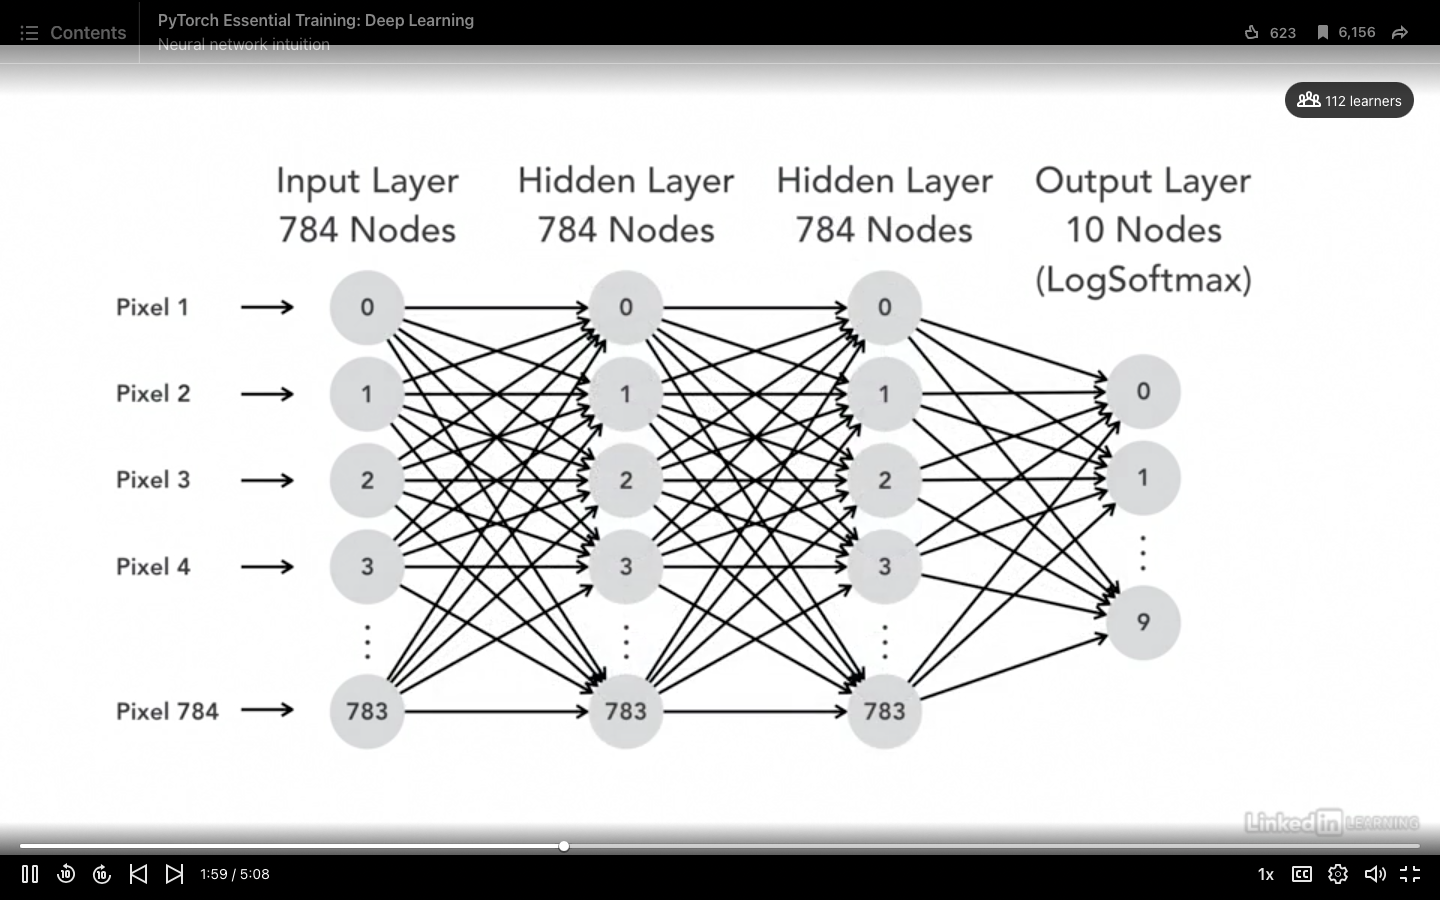 Contents
PyTorch Essential Training: Deep Learning
Neural network intuition
623
6,156
112 learners
Input Layer
784 Nodes
Hidden Layer
784 Nodes
Hidden Layer
784 Nodes
Output Layer
10 Nodes
(LogSoftmax)
Pixel 1
0
0
0
Pixel 2
1
1
1
0
Pixel 3
2
2
2
1
Pixel 4
3
3
3
9
Pixel 784
783
783
783
LinkedIn LEARNING
10
10
1:59 / 5:08
1x
CC